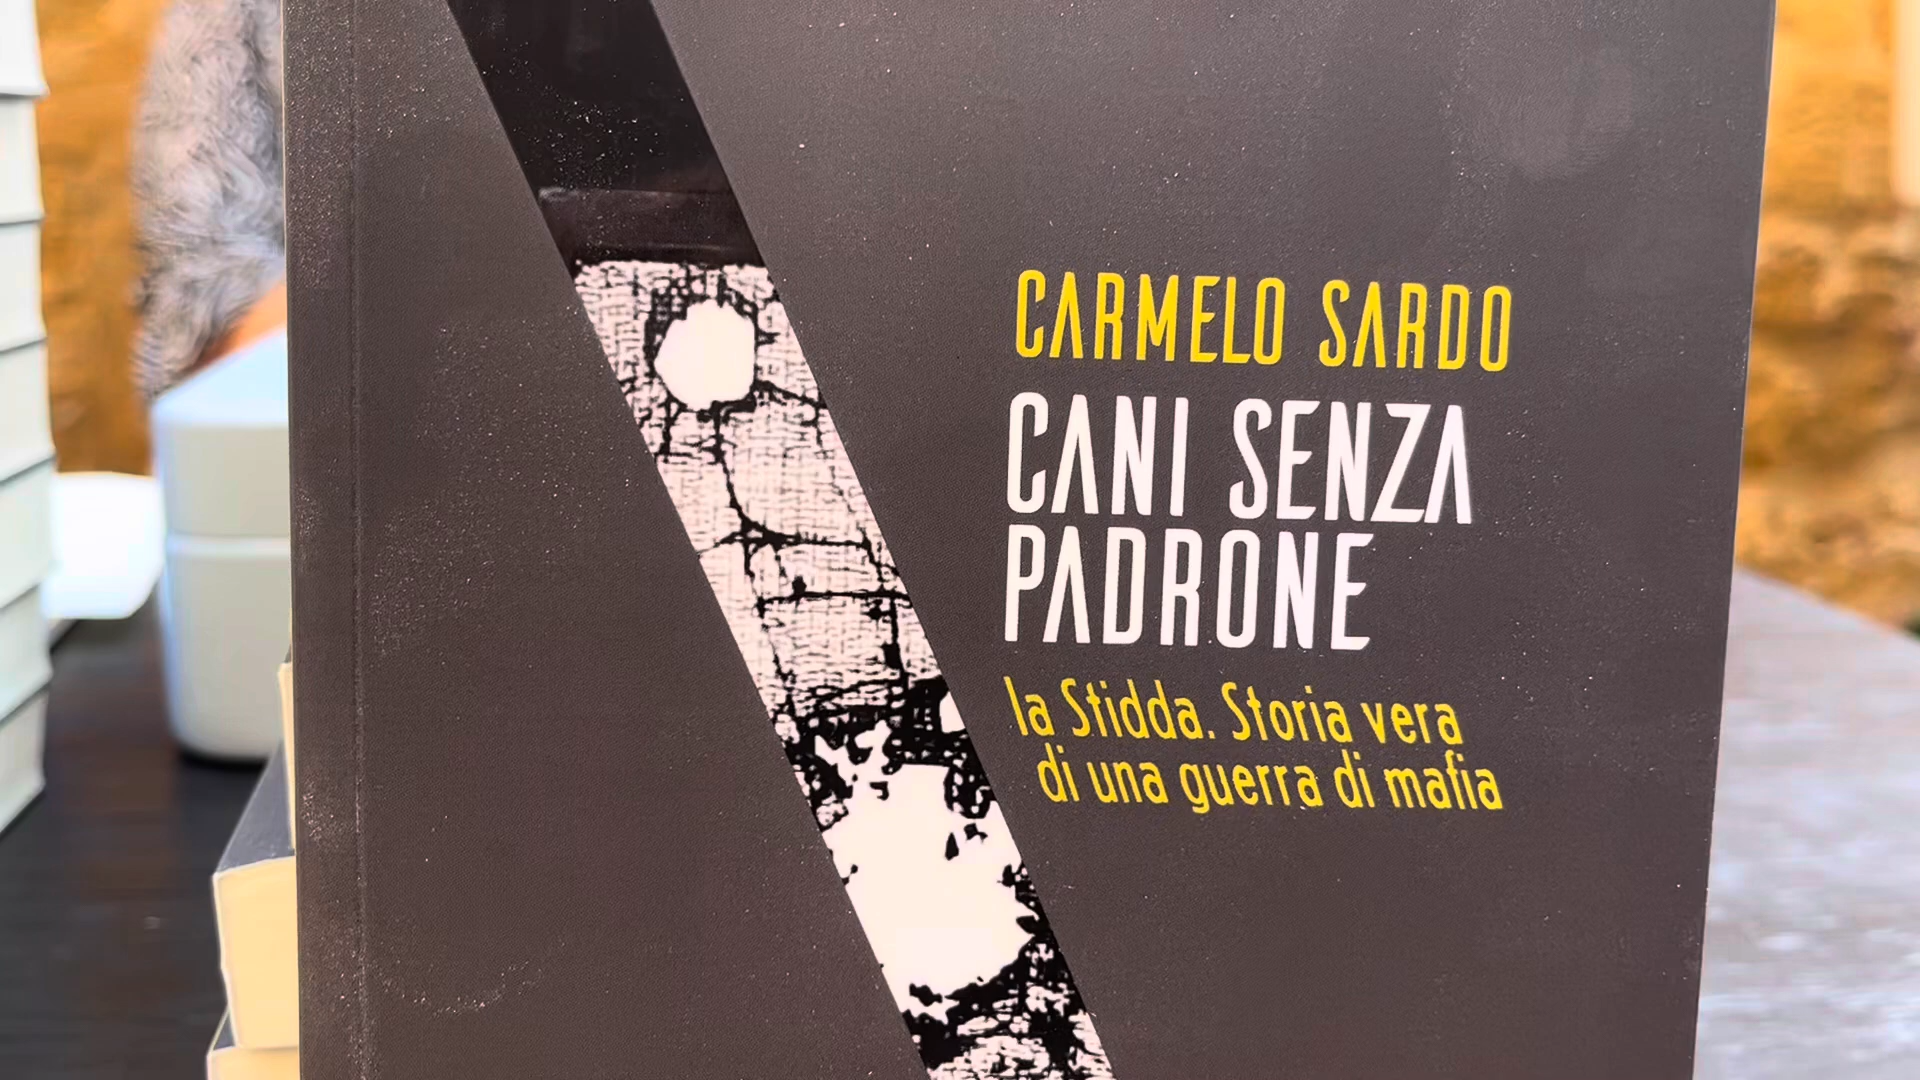 CARMELO SARDO
CANI SENZA
PADRONE
la Stidda. Storia vera
di una guerra di mafia